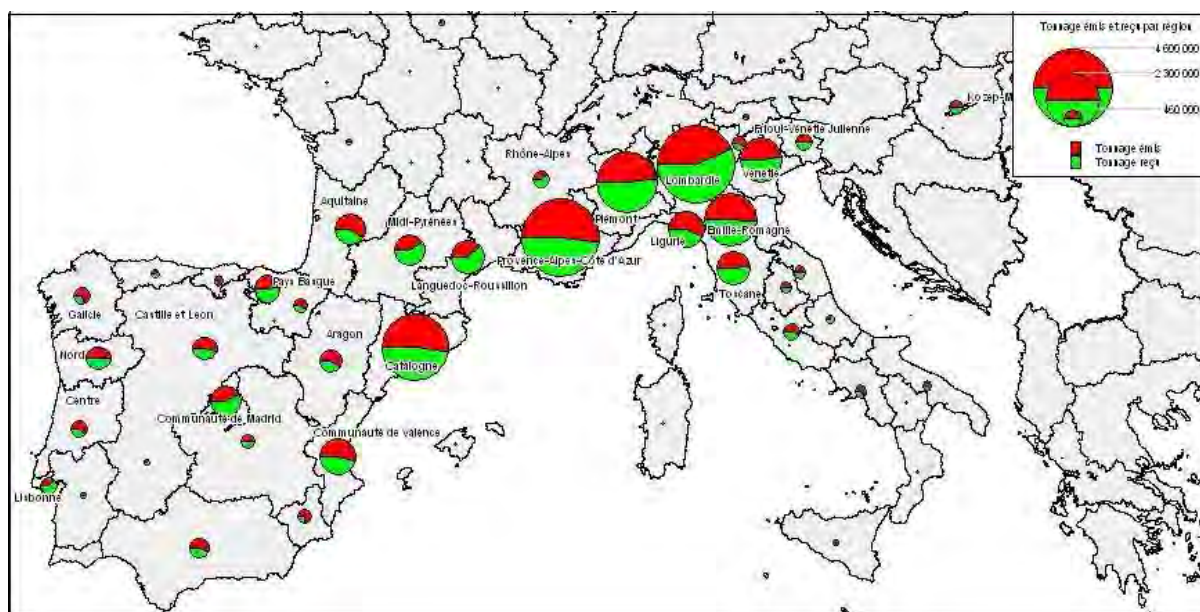 Tonnage émis et reçu par région
4 600 000
2 300 000
460 000
Tonnage émis
Tonnage reçu
Frioul-Vénétie Julienne
Rhône-Alpes
Lombardie
Vénétie
Aquitaine
Piémont
Midi-Pyrénées
Emilie-Romagne
Ligurie
Provence-Alpes-Côte d'Azur
Pays Basque
Languedoc-Roussillon
Toscane
Galicie
Castille et Leon
Aragon
Nord
Catalogne
Centre
Communauté de Madrid
Communauté de Valence
Lisbonne